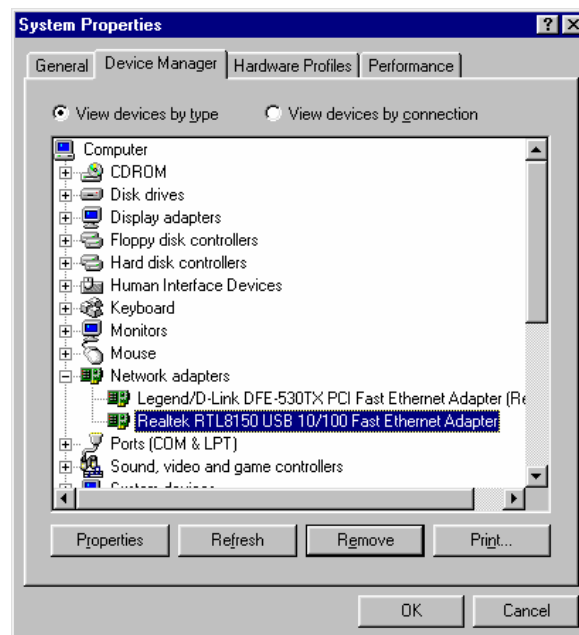 System Properties
General Device Manager Hardware Profiles Performance
View devices by type View devices by connection
Computer
CDROM
Disk drives
Display adapters
Floppy disk controllers
Hard disk controllers
Human Interface Devices
Keyboard
Monitors
Mouse
Network adapters
Legend/D-Link DFE-530TX PCI Fast Ethernet Adapter (Re
Realtek RTL8150 USB 10/100 Fast Ethernet Adapter
Ports (COM & LPT)
Sound, video and game controllers
System devices
Properties Refresh Remove Print...
OK Cancel